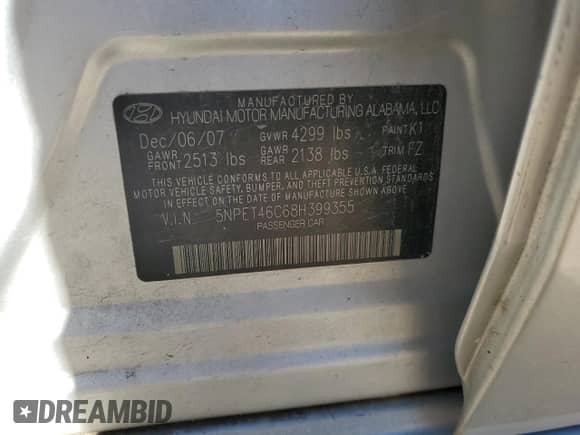 MANUFACTURED BY
HYUNDAI MOTOR MANUFACTURING ALABAMA, LLC
Dec/06/07 GVWR 4299 lbs PAINT K1
GAWR FRONT 2513 lbs GAWR REAR 2138 lbs TRIM FZ
THIS VEHICLE CONFORMS TO ALL APPLICABLE U.S.A. FEDERAL
MOTOR VEHICLE SAFETY, BUMPER, AND THEFT PREVENTION STANDARDS
IN EFFECT ON THE DATE OF MANUFACTURE SHOWN ABOVE.
V.I.N. 5NPET46C68H399355
PASSENGER CAR
DREAMBID